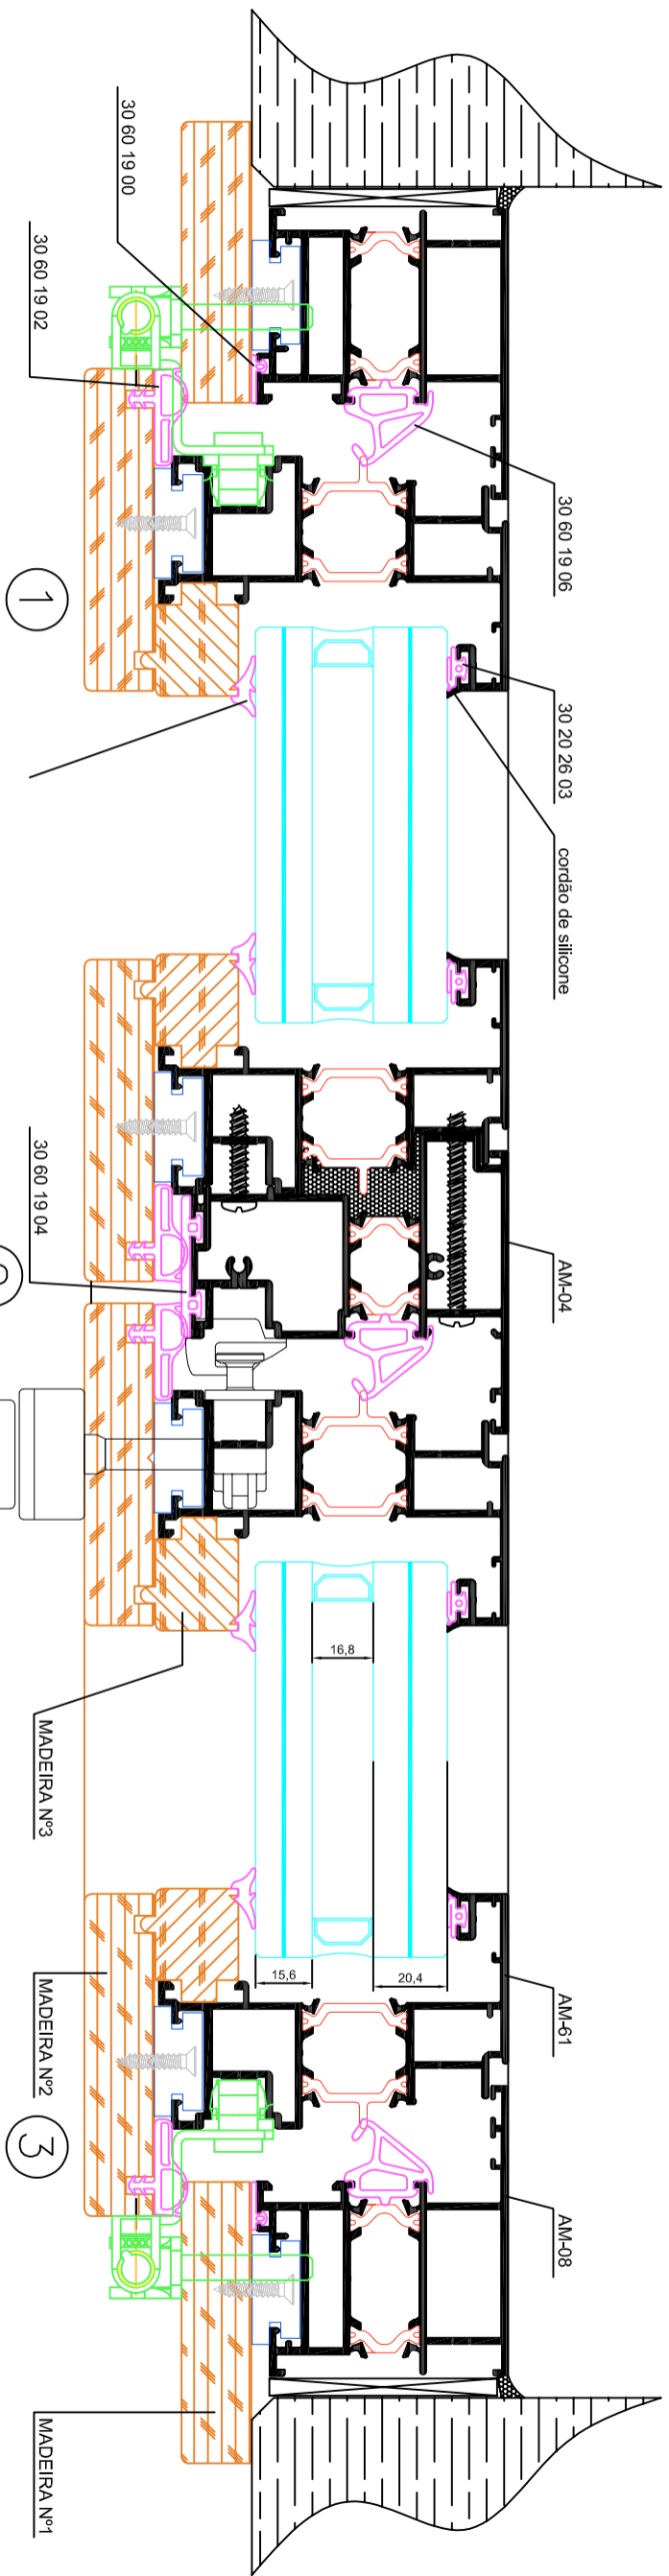 30 60 19 00
30 60 19 02
30 60 19 06
1
30 20 26 03
cordão de silicone
30 60 19 04
AM-04
16,8
MADEIRA Nº3
15,6
20,4
AM-61
MADEIRA Nº2
3
AM-08
MADEIRA Nº1